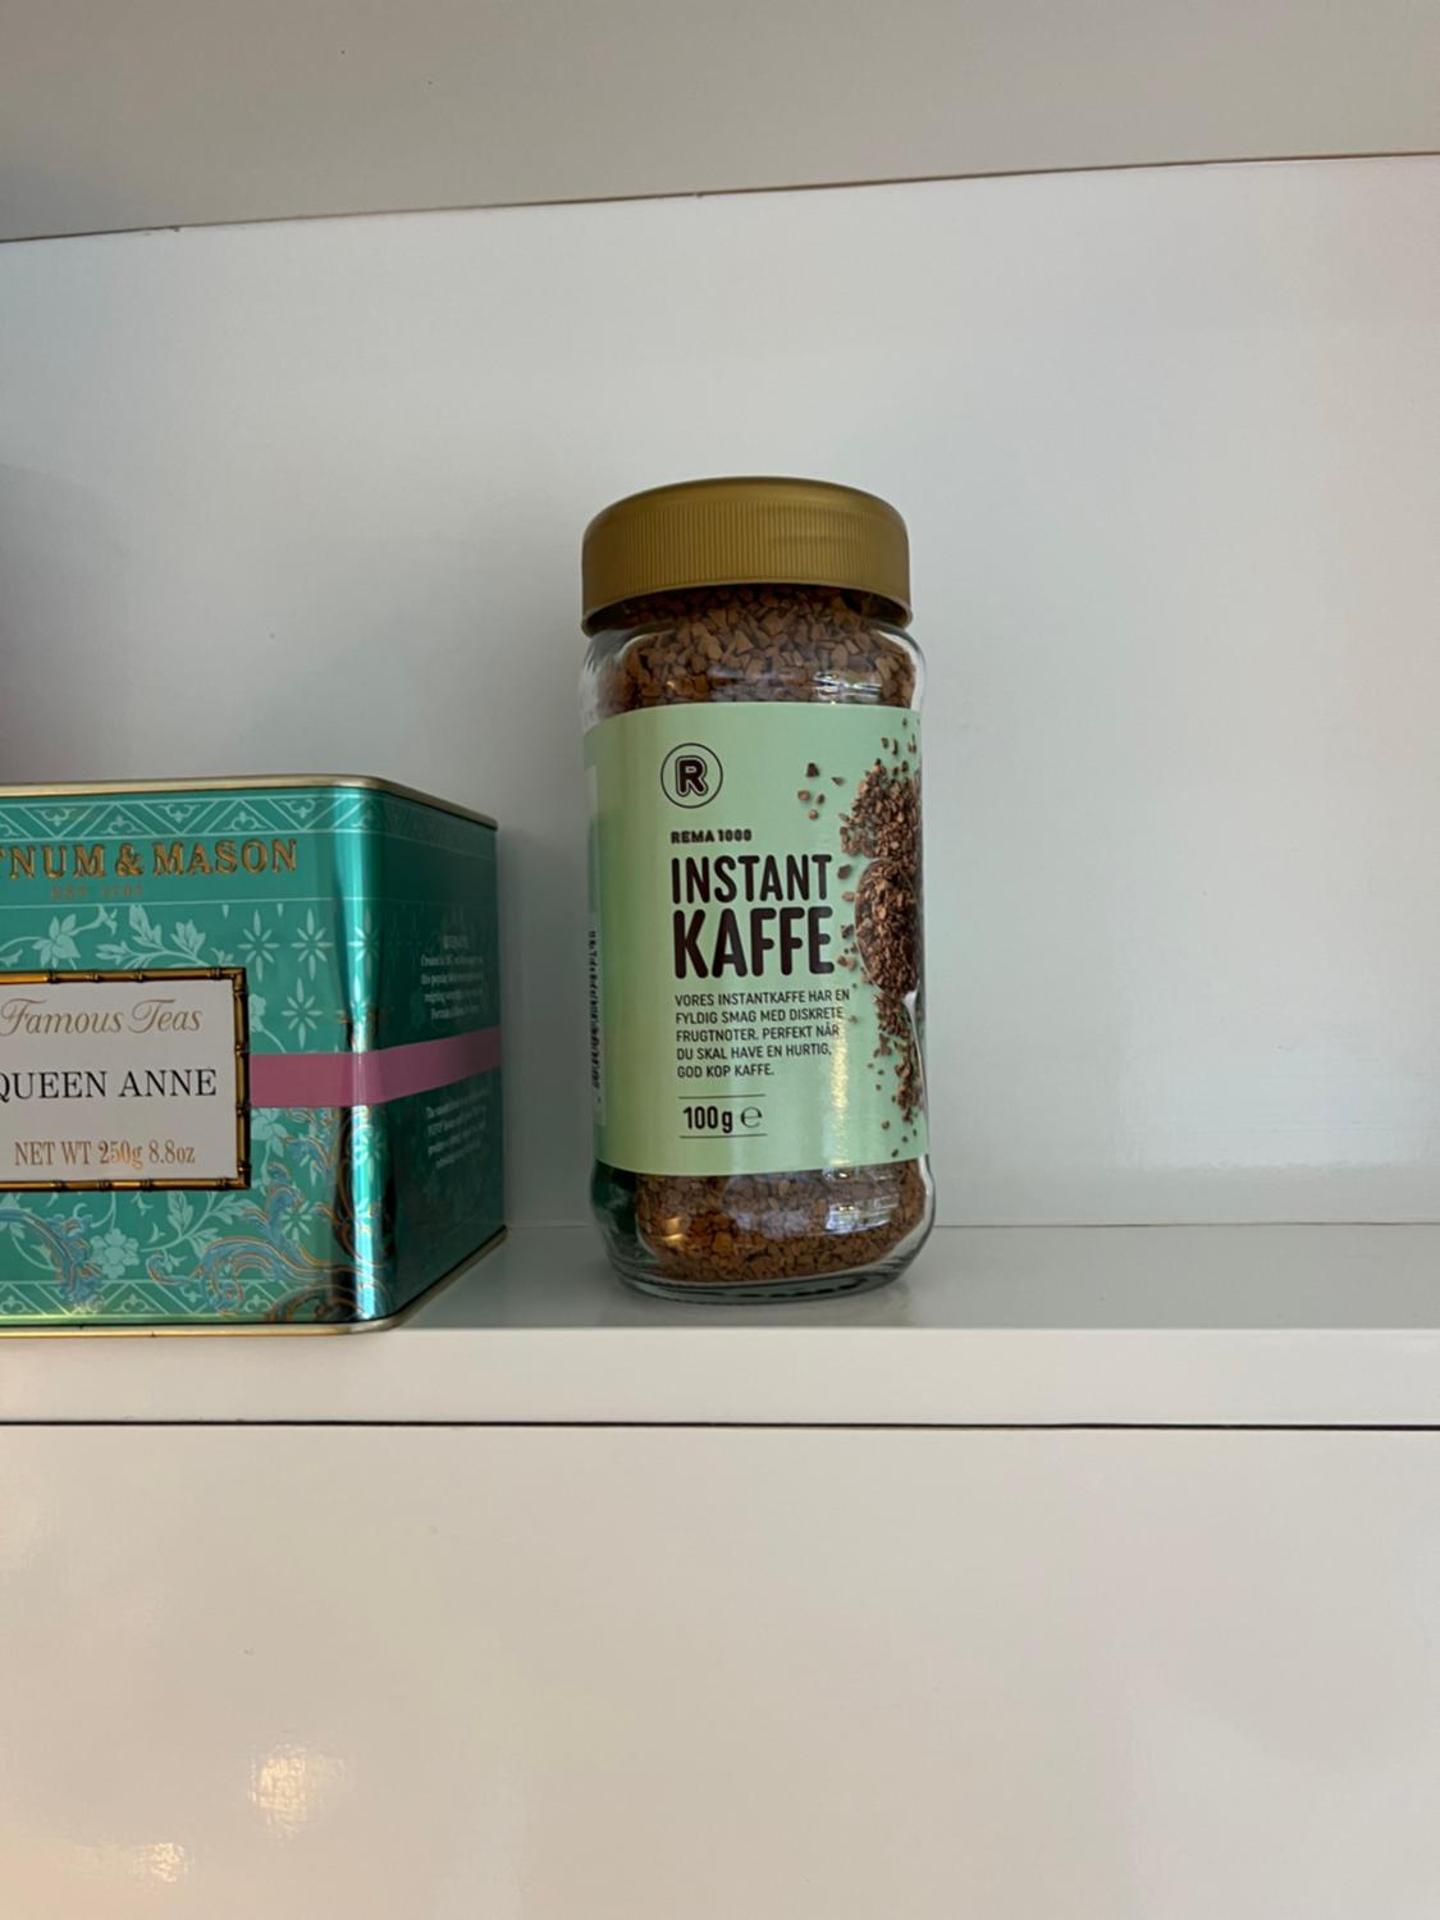 TNUM & MASON
Famous Teas
QUEEN ANNE
NET WT 250g 8.8oz
R
REMA 1000
INSTANT
KAFFE
VORES INSTANTKAFFE HAR EN
FYLDIG SMAG MED DISKRETE
FRUGTNOTER. PERFEKT NÅR
DU SKAL HAVE EN HURTIG,
GOD KOP KAFFE.
100g ℮